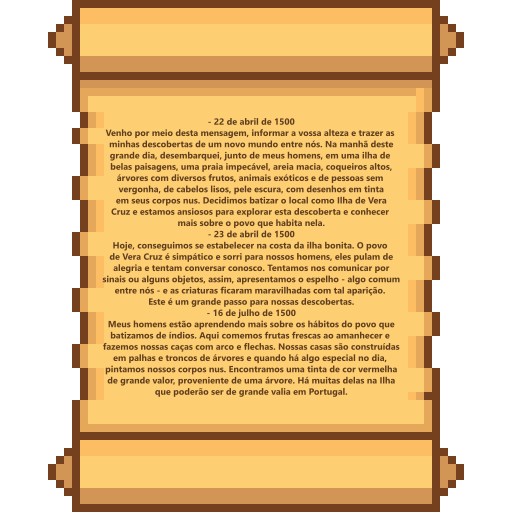 - 22 de abril de 1500
Venho por meio desta mensagem, informar a vossa alteza e trazer as
minhas descobertas de um novo mundo entre nós. Na manhã deste
grande dia, desembarquei, junto de meus homens, em uma ilha de
belas paisagens, uma praia impecável, areia macia, coqueiros altos,
árvores com diversos frutos, animais exóticos e de pessoas sem
vergonha, de cabelos lisos, pele escura, com desenhos em tinta
em seus corpos nus. Decidimos batizar o local como Ilha de Vera
Cruz e estamos ansiosos para explorar esta descoberta e conhecer
mais sobre o povo que habita nela.
- 23 de abril de 1500
Hoje, conseguimos se estabelecer na costa da ilha bonita. O povo
de Vera Cruz é simpático e sorri para nossos homens, eles pulam de
alegria e tentam conversar conosco. Tentamos nos comunicar por
sinais ou alguns objetos, assim, apresentamos o espelho - algo comum
entre nós - e as criaturas ficaram maravilhadas com tal aparição.
Este é um grande passo para nossas descobertas.
- 16 de julho de 1500
Meus homens estão aprendendo mais sobre os hábitos do povo que
batizamos de índios. Aqui comemos frutas frescas ao amanhecer e
fazemos nossas caças com arco e flechas. Nossas casas são construídas
em palhas e troncos de árvores e quando há algo especial no dia,
pintamos nossos corpos nus. Encontramos uma tinta de cor vermelha
de grande valor, proveniente de uma árvore. Há muitas delas na Ilha
que poderão ser de grande valia em Portugal.